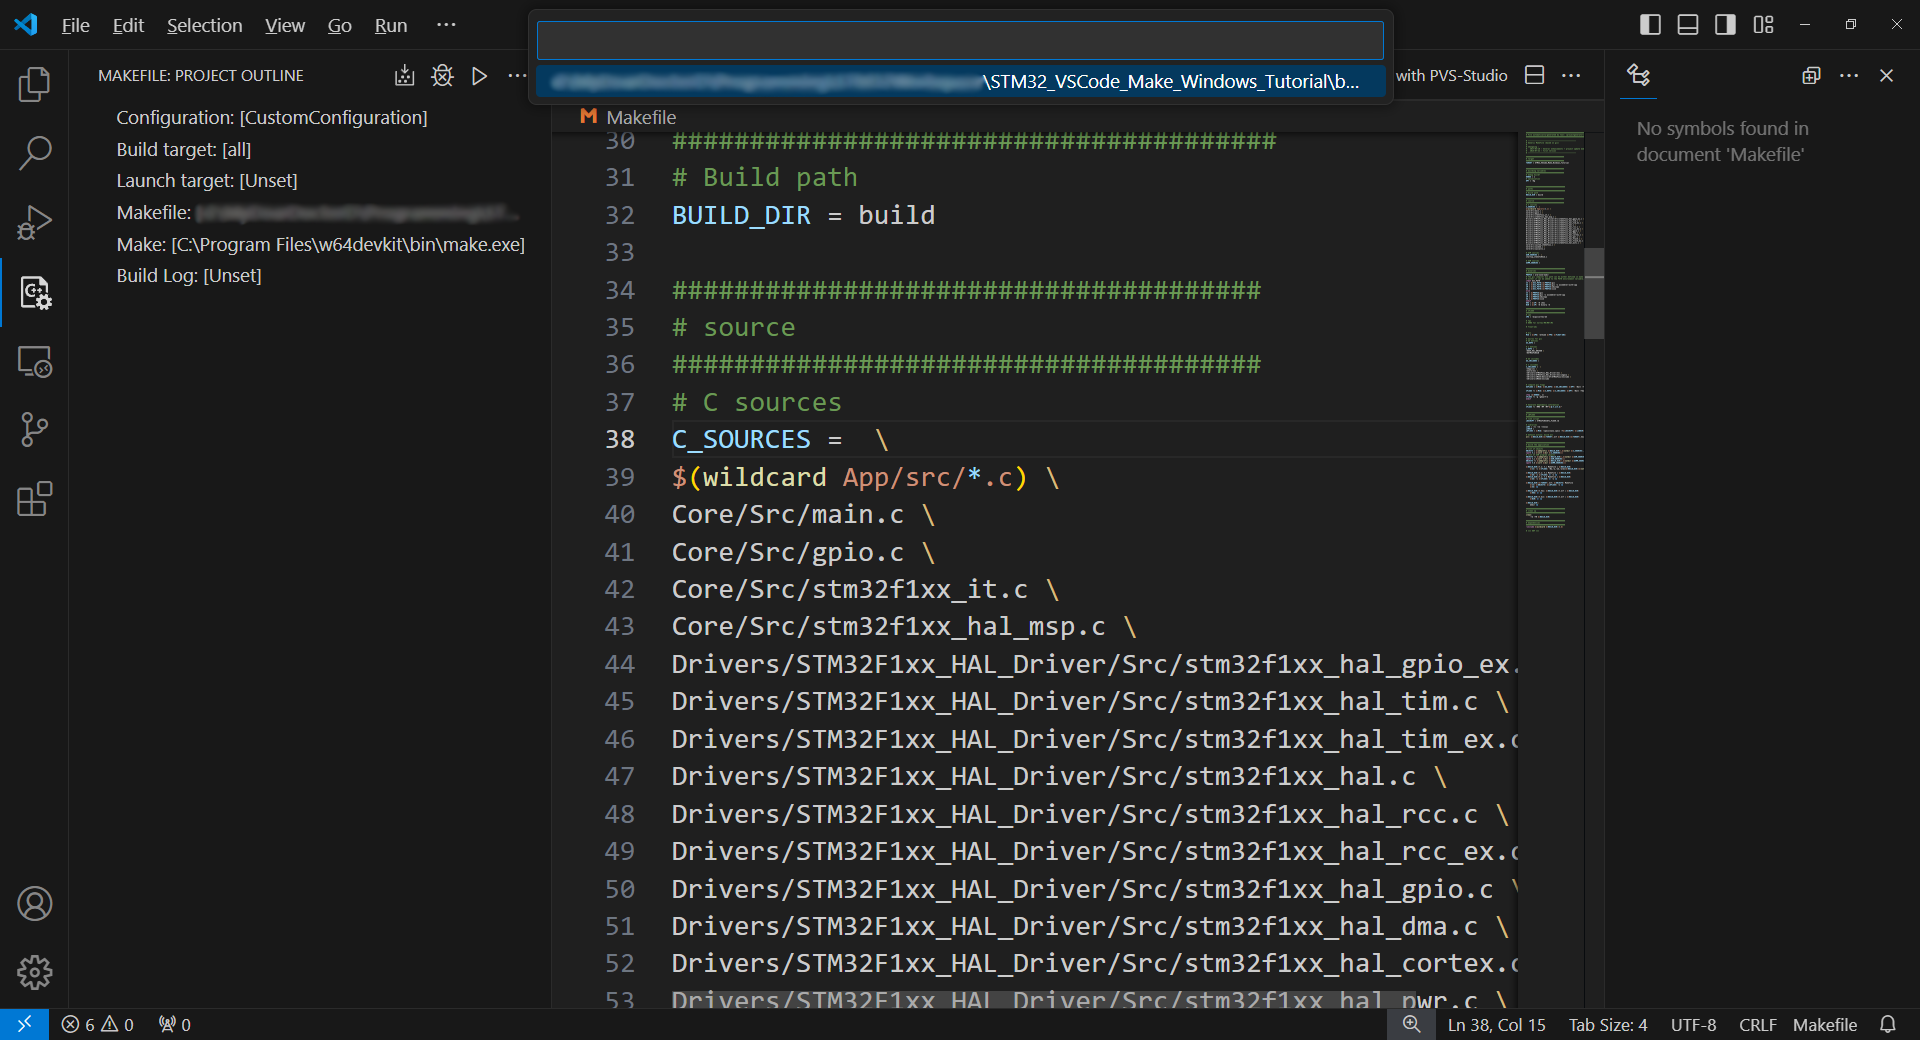 File Edit Selection View Go Run ···
\STM32_VSCode_Make_Windows_Tutorial\b...
with PVS-Studio
MAKEFILE: PROJECT OUTLINE
Configuration: [CustomConfiguration]
Build target: [all]
Launch target: [Unset]
Makefile:
Make: [C:\Program Files\w64devkit\bin\make.exe]
Build Log: [Unset]
M Makefile
30 #######################################
31 # Build path
32 BUILD_DIR = build
33
34 ######################################
35 # source
36 ######################################
37 # C sources
38 C_SOURCES =  \
39 $(wildcard App/src/*.c) \
40 Core/Src/main.c \
41 Core/Src/gpio.c \
42 Core/Src/stm32f1xx_it.c \
43 Core/Src/stm32f1xx_hal_msp.c \
44 Drivers/STM32F1xx_HAL_Driver/Src/stm32f1xx_hal_gpio_ex.
45 Drivers/STM32F1xx_HAL_Driver/Src/stm32f1xx_hal_tim.c \
46 Drivers/STM32F1xx_HAL_Driver/Src/stm32f1xx_hal_tim_ex.c
47 Drivers/STM32F1xx_HAL_Driver/Src/stm32f1xx_hal.c \
48 Drivers/STM32F1xx_HAL_Driver/Src/stm32f1xx_hal_rcc.c \
49 Drivers/STM32F1xx_HAL_Driver/Src/stm32f1xx_hal_rcc_ex.c
50 Drivers/STM32F1xx_HAL_Driver/Src/stm32f1xx_hal_gpio.c \
51 Drivers/STM32F1xx_HAL_Driver/Src/stm32f1xx_hal_dma.c \
52 Drivers/STM32F1xx_HAL_Driver/Src/stm32f1xx_hal_cortex.c
53 Drivers/STM32F1xx_HAL_Driver/Src/stm32f1xx_hal_pwr.c \
No symbols found in
document 'Makefile'
6 0 0
Ln 38, Col 15 Tab Size: 4 UTF-8 CRLF Makefile